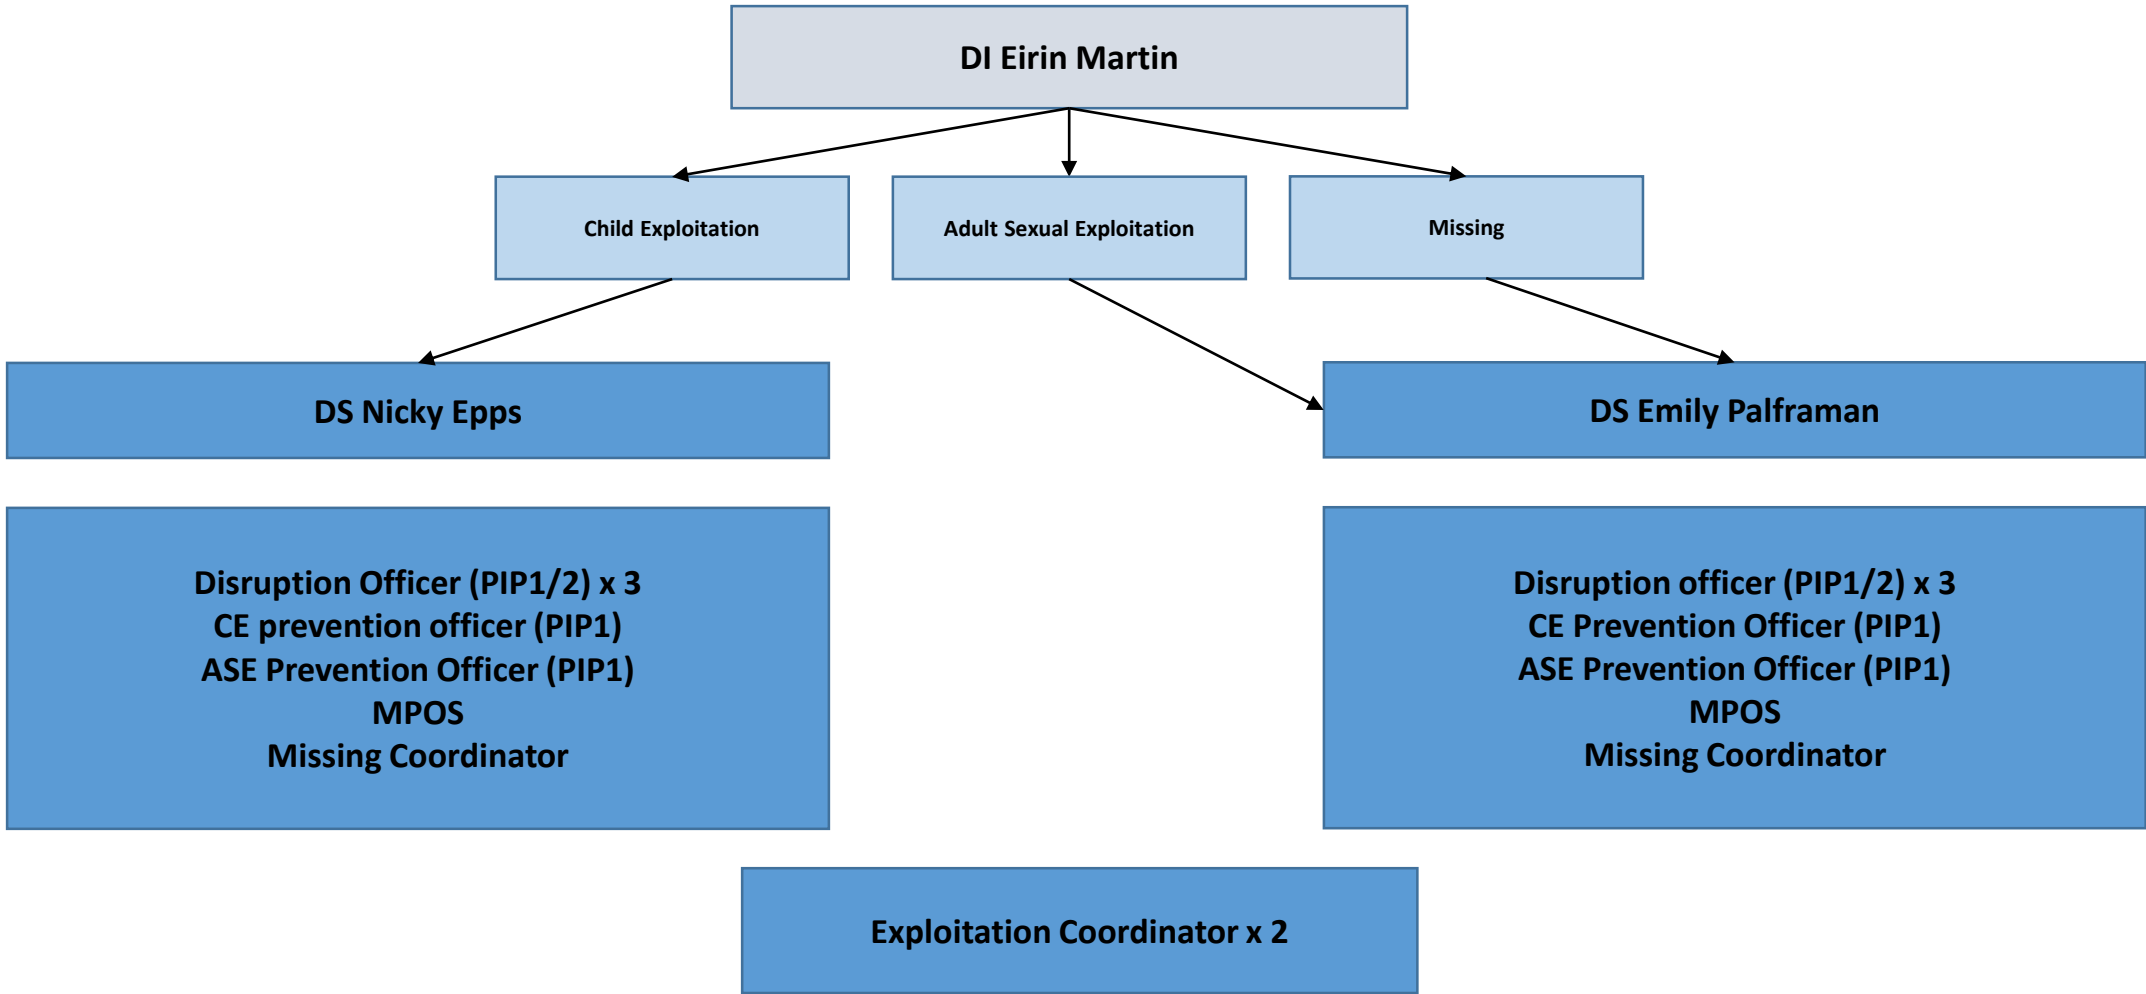 DI Eirin Martin
Child Exploitation
Adult Sexual Exploitation
Missing
DS Nicky Epps
DS Emily Palframan
Disruption Officer (PIP1/2) x 3
CE prevention officer (PIP1)
ASE Prevention Officer (PIP1)
MPOS
Missing Coordinator
Disruption officer (PIP1/2) x 3
CE Prevention Officer (PIP1)
ASE Prevention Officer (PIP1)
MPOS
Missing Coordinator
Exploitation Coordinator x 2